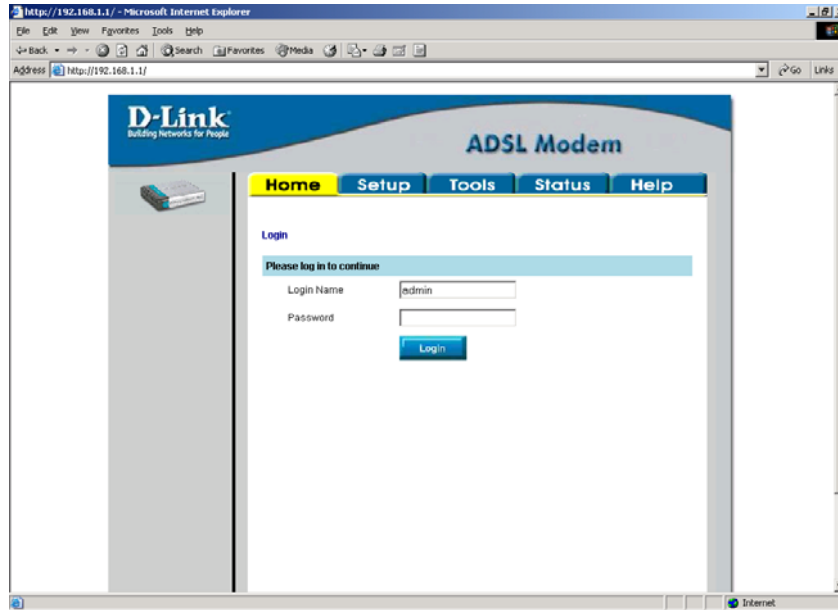 http://192.168.1.1/ - Microsoft Internet Explorer
File Edit View Favorites Tools Help
Back Search Favorites Media
Address http://192.168.1.1/ Go Links
D-Link
Building Networks for People
ADSL Modem
Home Setup Tools Status Help
Login
Please log in to continue
Login Name admin
Password
Login
Internet